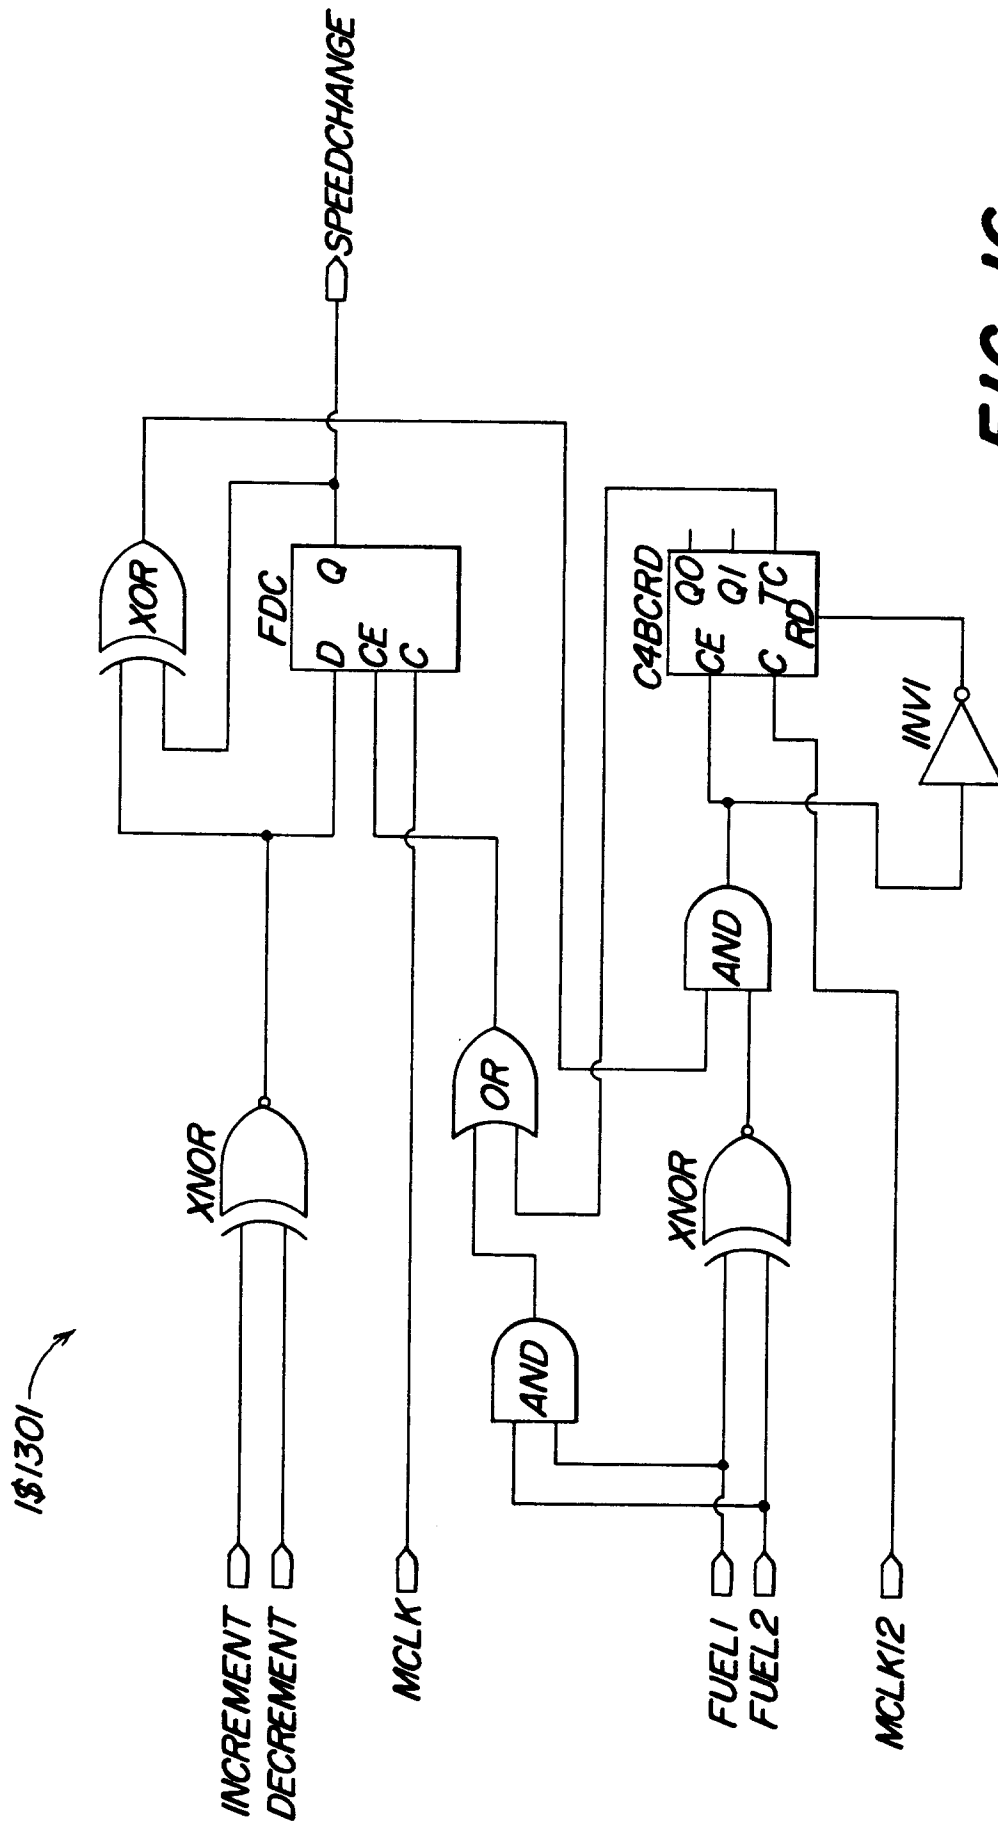 1$1301
INCREMENT
DECREMENT
MCLK
FUEL1
FUEL2
MCLK12
XNOR
XOR
FDC
D
CE
C
Q
SPEEDCHANGE
AND
OR
XNOR
AND
C4BCRD
CE
C
Q0
Q1
TC
RD
INV1